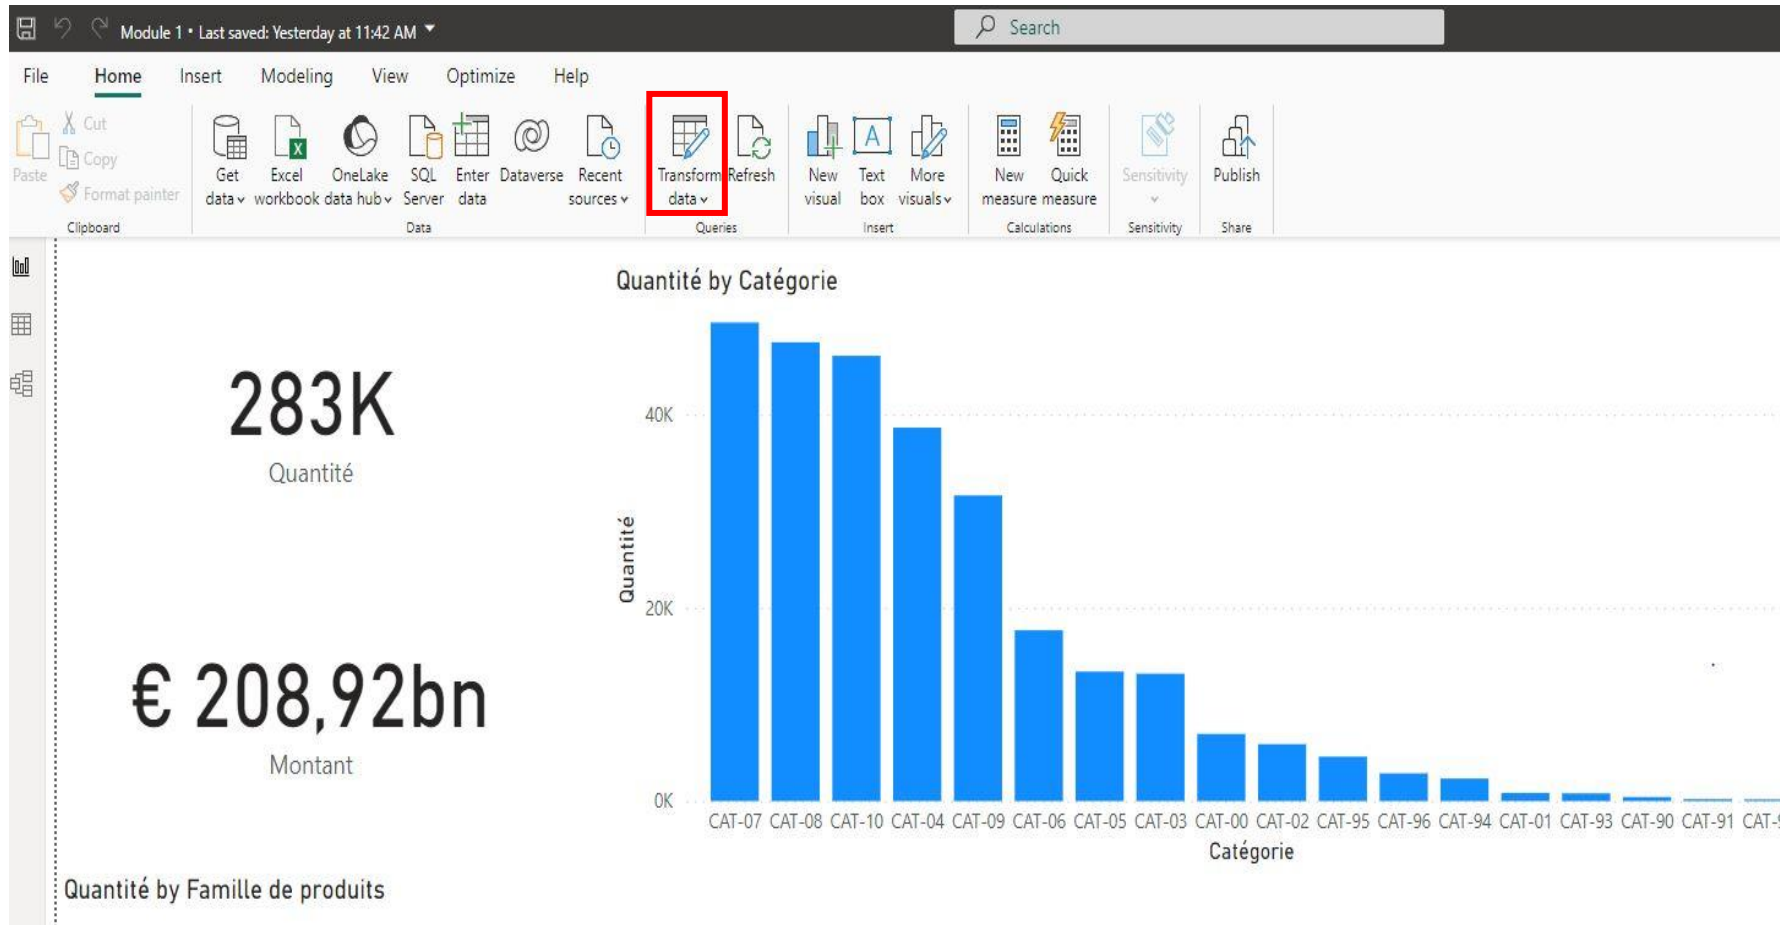 Module 1 • Last saved: Yesterday at 11:42 AM
Search
File Home Insert Modeling View Optimize Help
Paste
Cut
Copy
Format painter
Clipboard
Get data
Excel workbook
OneLake data hub
SQL Server
Enter data
Dataverse
Recent sources
Data
Transform data
Refresh
Queries
New visual
Text box
More visuals
Insert
New measure
Quick measure
Calculations
Sensitivity
Sensitivity
Publish
Share
283K
Quantité
€ 208,92bn
Montant
Quantité by Catégorie
Quantité
40K
20K
0K
CAT-07 CAT-08 CAT-10 CAT-04 CAT-09 CAT-06 CAT-05 CAT-03 CAT-00 CAT-02 CAT-95 CAT-96 CAT-94 CAT-01 CAT-93 CAT-90 CAT-91
Catégorie
Quantité by Famille de produits